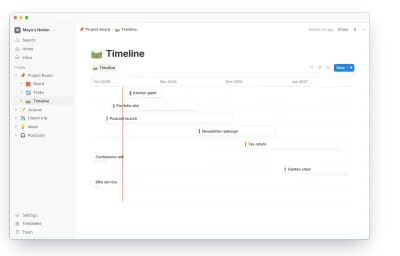 Maya's Notion
Search
Home
Inbox
Private
Project Board
Board
Tasks
Timeline
Journal
Lisbon trip
Ideas
Podcasts
Settings
Templates
Trash
Project Board / Timeline
Share
Timeline
Timeline
New
Oct 2026 Nov 2026 Dec 2026 Jan 2027
Kitchen paint
Portfolio site
Podcast launch
Newsletter redesign
Tax return
Conference talk
Garden shed
Bike service